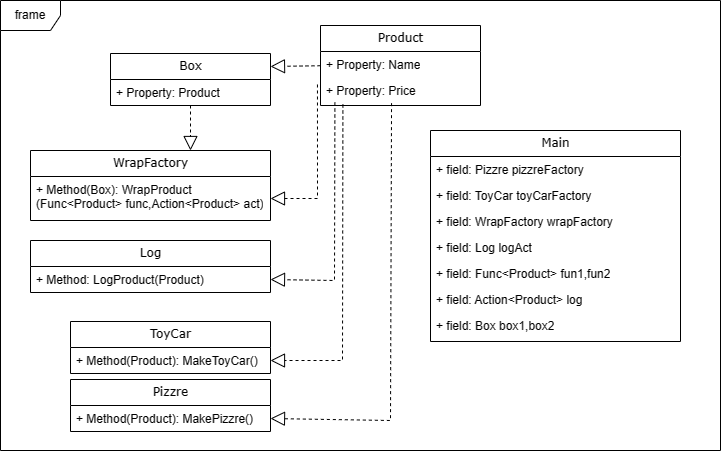 frame
Product
+ Property: Name
+ Property: Price
Box
+ Property: Product
WrapFactory
+ Method(Box): WrapProduct
(Func<Product> func,Action<Product> act)
Log
+ Method: LogProduct(Product)
ToyCar
+ Method(Product): MakeToyCar()
Pizzre
+ Method(Product): MakePizzre()
Main
+ field: Pizzre pizzreFactory
+ field: ToyCar toyCarFactory
+ field: WrapFactory wrapFactory
+ field: Log logAct
+ field: Func<Product> fun1,fun2
+ field: Action<Product> log
+ field: Box box1,box2